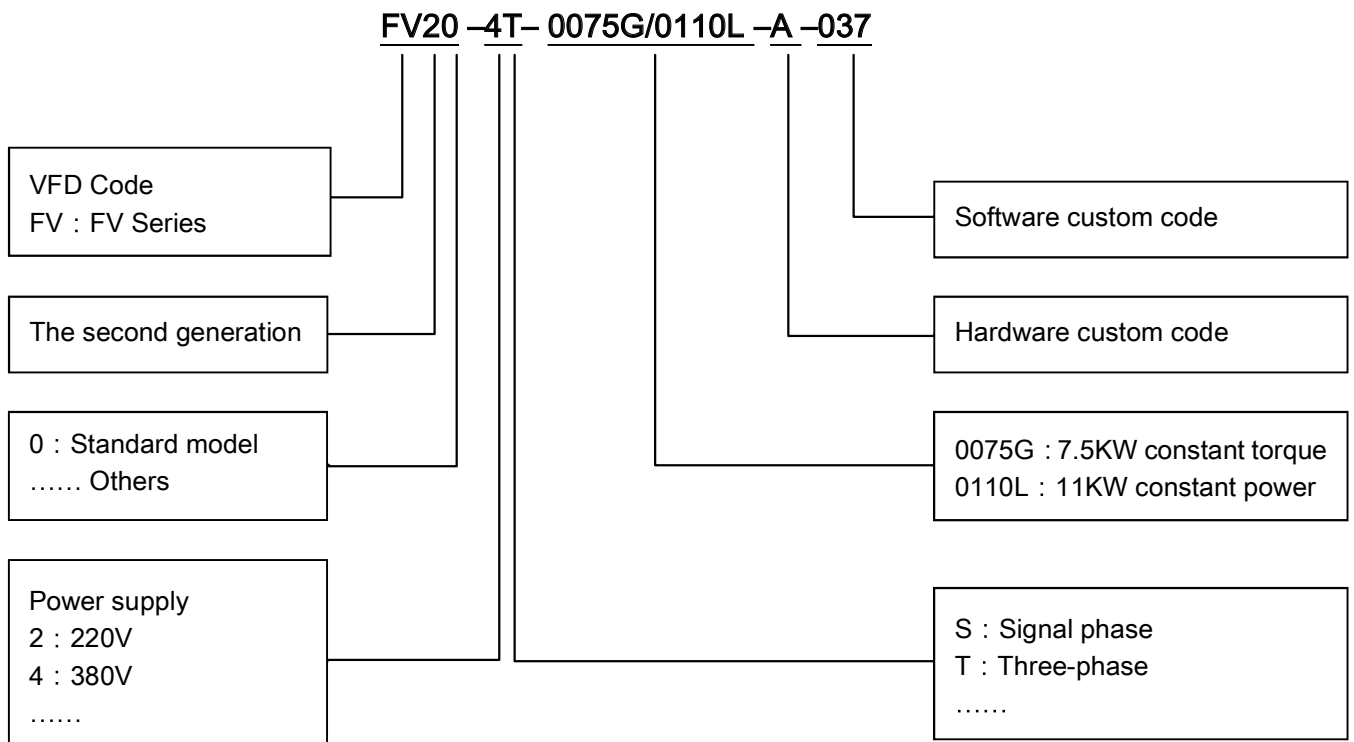 FV20 –4T– 0075G/0110L –A –037
VFD Code
FV：FV Series
The second generation
0：Standard model
…… Others
Power supply
2：220V
4：380V
……
Software custom code
Hardware custom code
0075G：7.5KW constant torque
0110L：11KW constant power
S：Signal phase
T：Three-phase
……